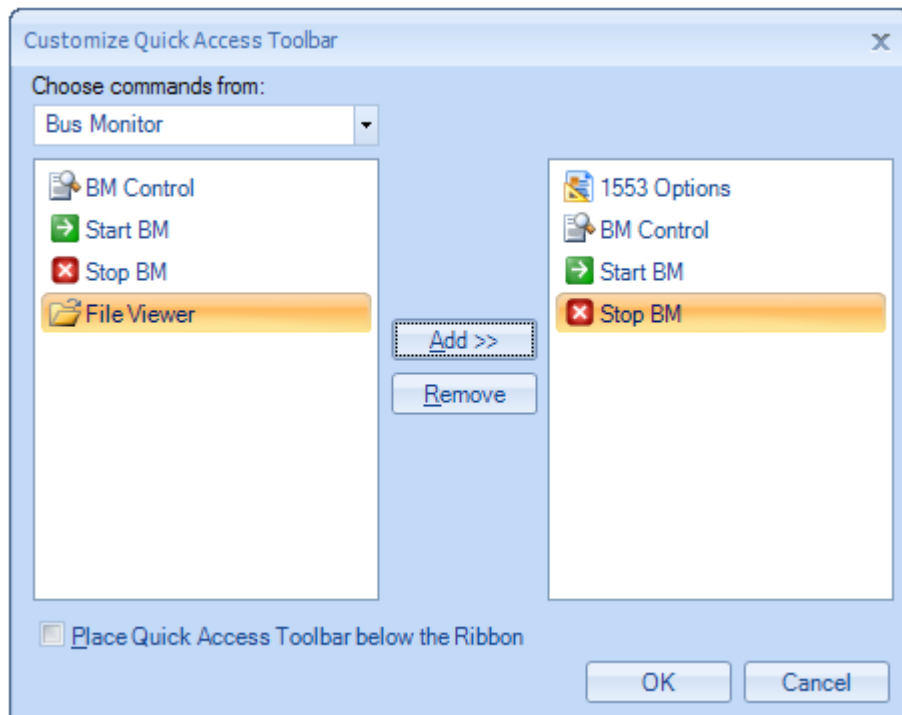 Customize Quick Access Toolbar
Choose commands from:
Bus Monitor
BM Control
Start BM
Stop BM
File Viewer
Add >>
Remove
1553 Options
BM Control
Start BM
Stop BM
Place Quick Access Toolbar below the Ribbon
OK
Cancel